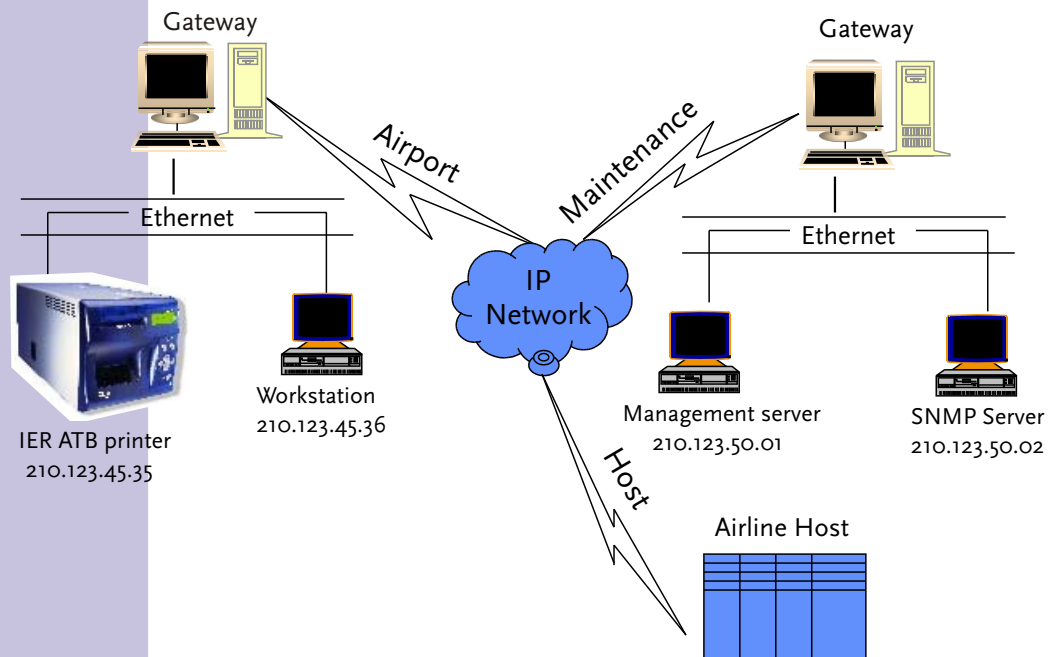 Gateway
Gateway
Airport
Maintenance
Ethernet
Ethernet
IP
Network
Workstation
210.123.45.36
IER ATB printer
210.123.45.35
Management server
210.123.50.01
SNMP Server
210.123.50.02
Host
Airline Host